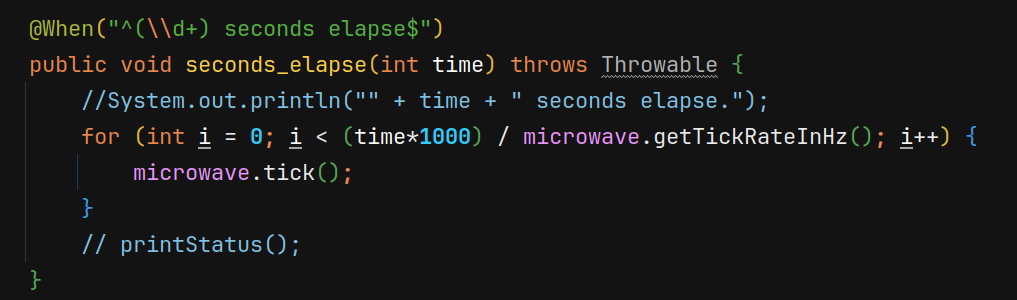 @When("^(\\d+) seconds elapse$")
public void seconds_elapse(int time) throws Throwable {
    //System.out.println("" + time + " seconds elapse.");
    for (int i = 0; i < (time*1000) / microwave.getTickRateInHz(); i++) {
        microwave.tick();
    }
    // printStatus();
}